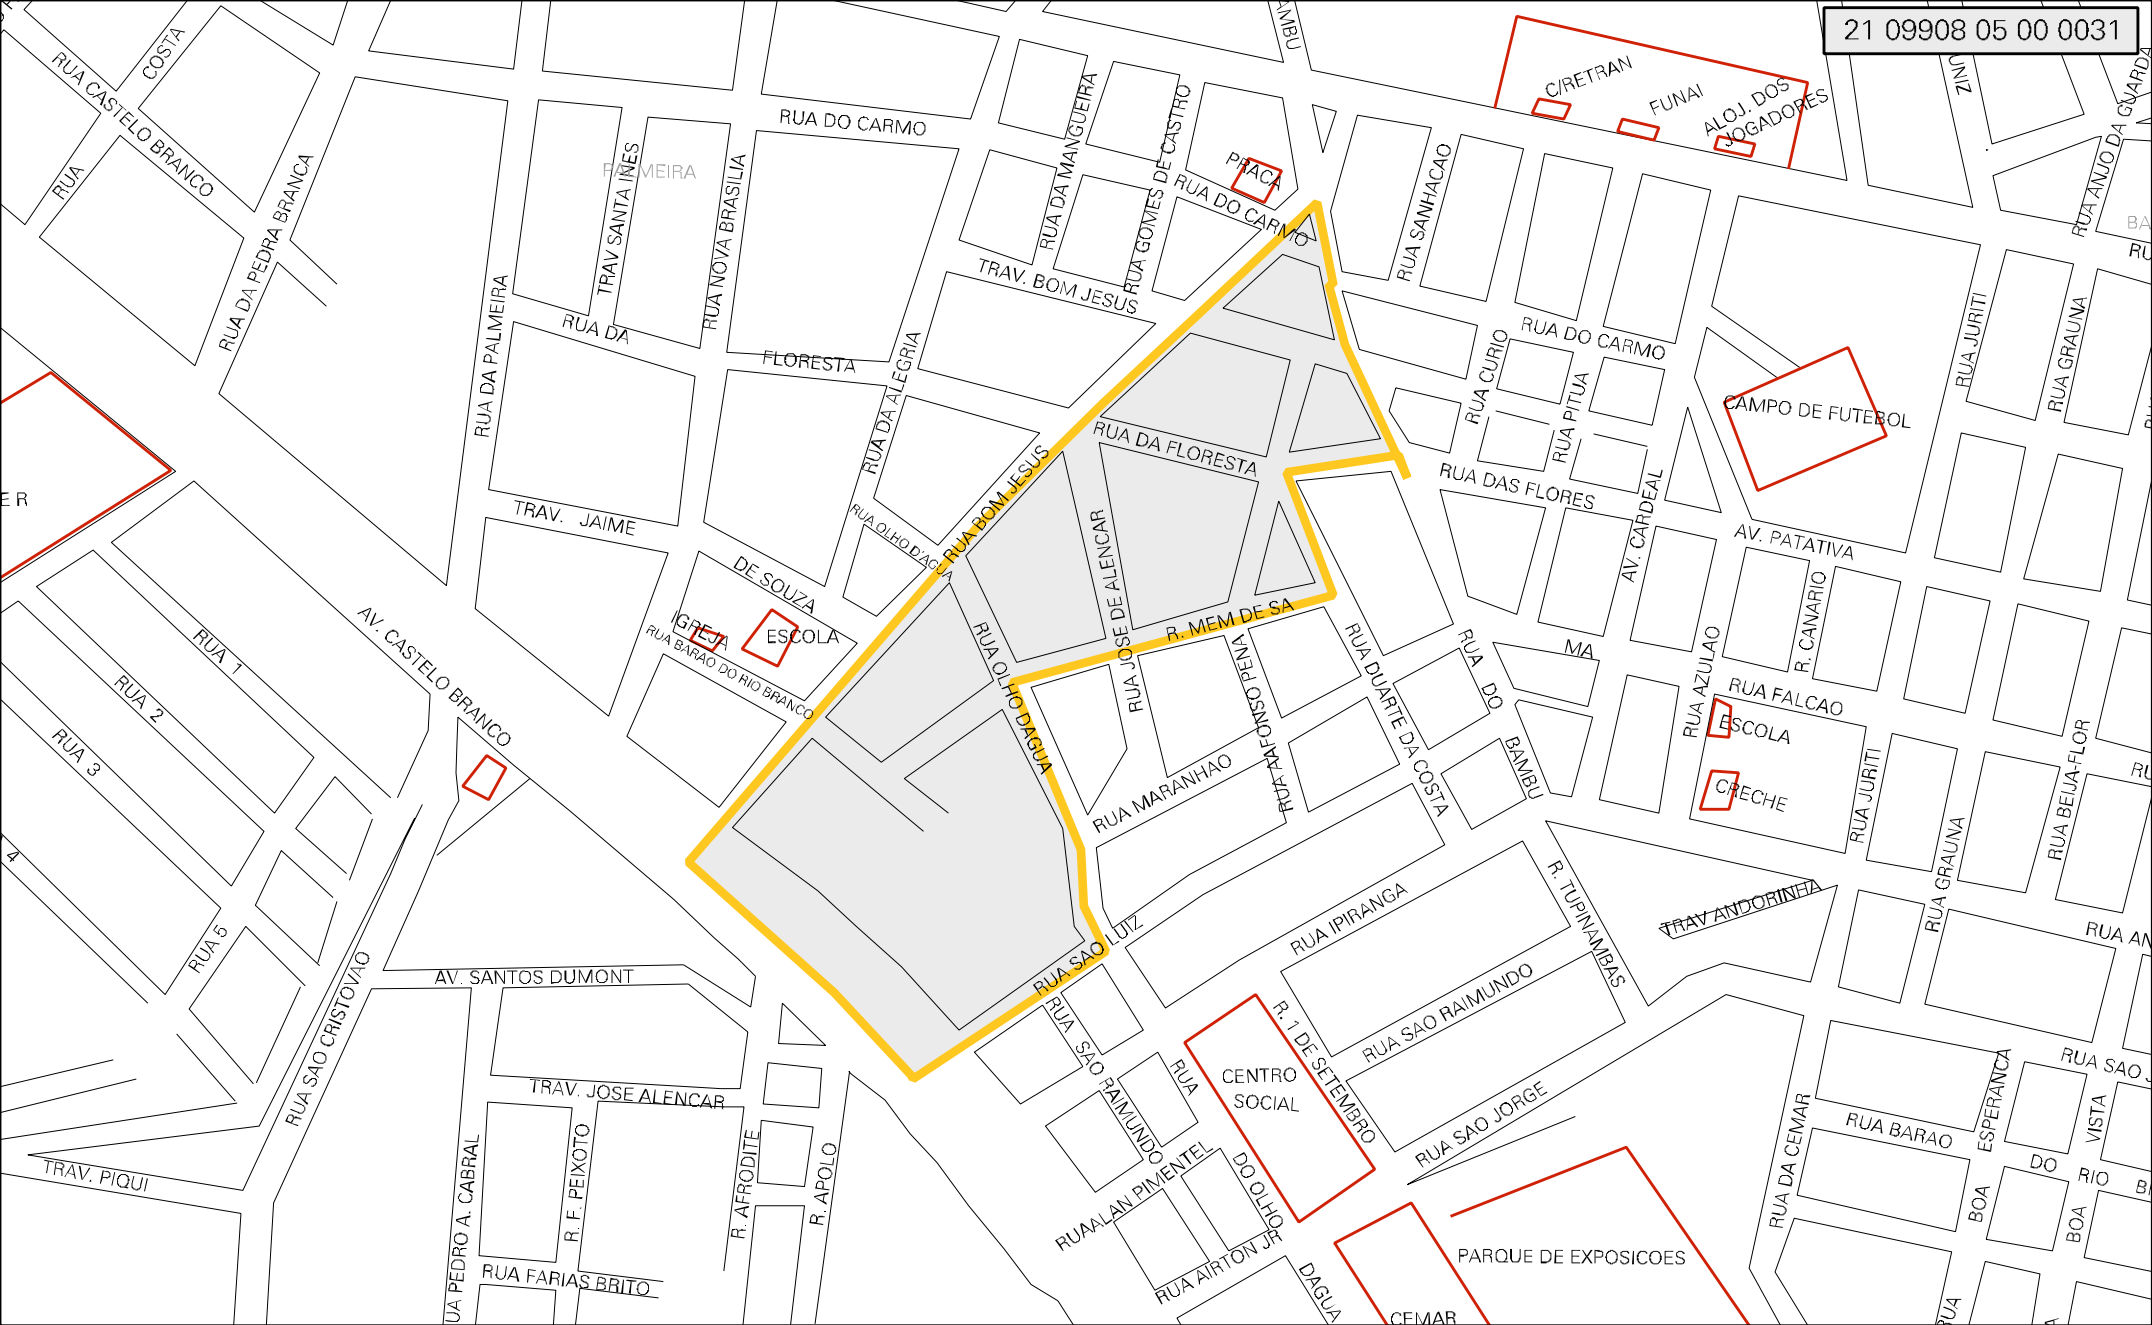 21 09908 05 00 0031
COSTA
RUA CASTELO BRANCO
RUA
RUA DA PEDRA BRANCA
RUA DO CARMO
TRAV SANTA INES
PALMEIRA
RUA NOVA BRASILIA
RUA DA MANGUEIRA
RUA GOMES DE CASTRO
PRACA
RUA DO CARMO
C/RETRAN
FUNAI
ALOJ. DOS
JOGADORES
RUA SANHACAO
RUA ANJO DA GUARDA
TRAV. BOM JESUS
RUA DA PALMEIRA
RUA DA
FLORESTA
RUA DA ALEGRIA
RUA DO CARMO
RUA CURIO
RUA PITUA
RUA JURITI
RUA GRAUNA
CAMPO DE FUTEBOL
RUA DA FLORESTA
RUA BOM JESUS
RUA DAS FLORES
AV. CARDEAL
AV. PATATIVA
TRAV. JAIME
DE SOUZA
RUA OLHO D'AGUA
RUA JOSE DE ALENCAR
IGREJA
ESCOLA
RUA BARAO DO RIO BRANCO
R. MEM DE SA
RUA OLHO DAGUA
AV. CASTELO BRANCO
RUA 1
RUA 2
RUA 3
4
RUA 5
RUA DUARTE DA COSTA
RUA DO BAMBU
MA
R. CANARIO
RUA AZULAO
RUA FALCAO
ESCOLA
CRECHE
RUA JURITI
RUA GRAUNA
RUA BEIJA-FLOR
RUA MARANHAO
RUA SAO LUIZ
RUA IPIRANGA
R. TUPINAMBAS
TRAV ANDORINHA
AV. SANTOS DUMONT
RUA SAO CRISTOVAO
RUA SAO RAIMUNDO
RUA SAO RAIMUNDO
R. 1 DE SETEMBRO
CENTRO
SOCIAL
RUA SAO JORGE
TRAV. JOSE ALENCAR
TRAV. PIQUI
R. F. PEIXOTO
R. AFRODITE
R. APOLO
RUA FARIAS BRITO
RUA DO OLHO DAGUA
RUAALAN PIMENTEL
RUA AIRTON JR
PARQUE DE EXPOSICOES
CEMAR
RUA DA CEMAR
RUA BARAO
DO
RIO
ESPERANCA
BOA
VISTA
BOA